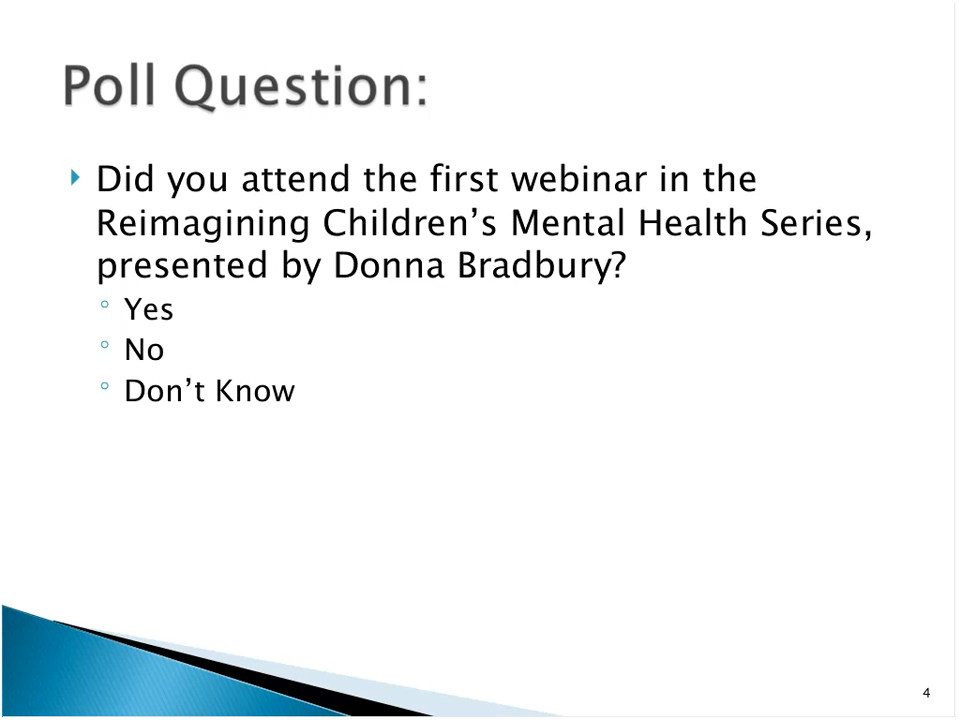 Poll Question:
Did you attend the first webinar in the
Reimagining Children’s Mental Health Series,
presented by Donna Bradbury?
Yes
No
Don’t Know
4